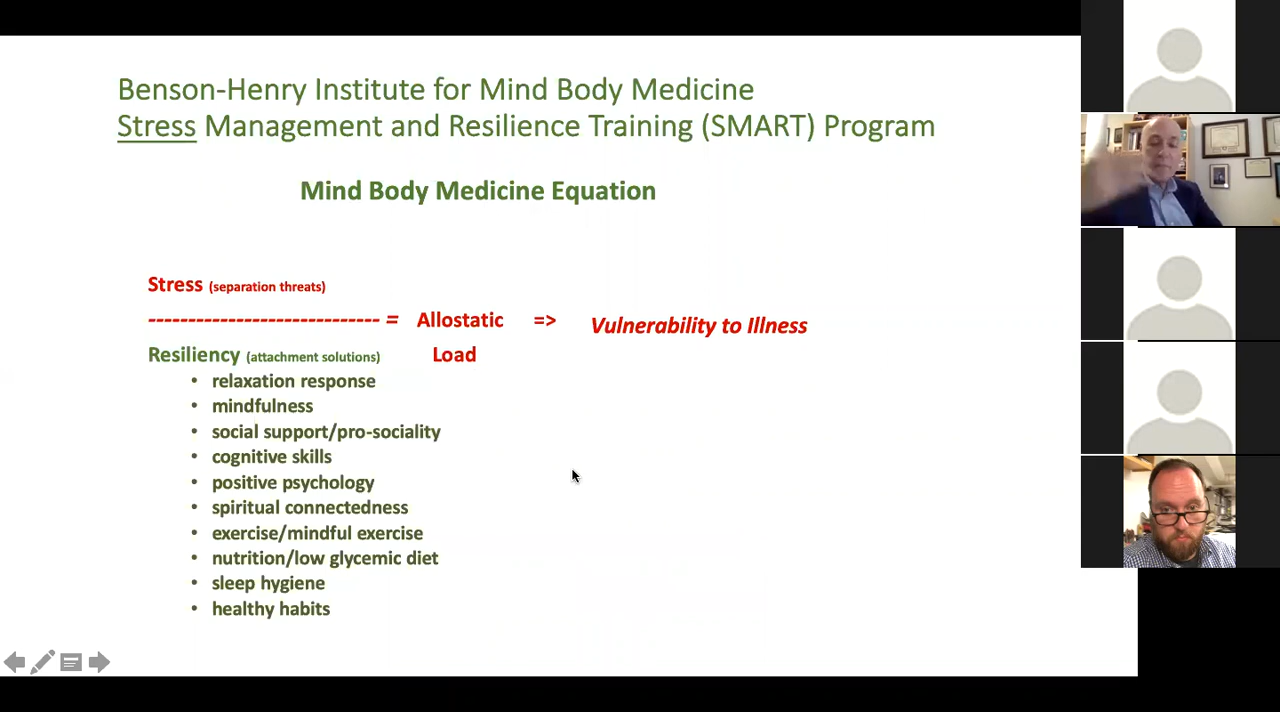 Benson-Henry Institute for Mind Body Medicine
Stress Management and Resilience Training (SMART) Program
Mind Body Medicine Equation
Stress (separation threats)
----------------------------- = Allostatic => Vulnerability to Illness
Resiliency (attachment solutions) Load
• relaxation response
• mindfulness
• social support/pro-sociality
• cognitive skills
• positive psychology
• spiritual connectedness
• exercise/mindful exercise
• nutrition/low glycemic diet
• sleep hygiene
• healthy habits